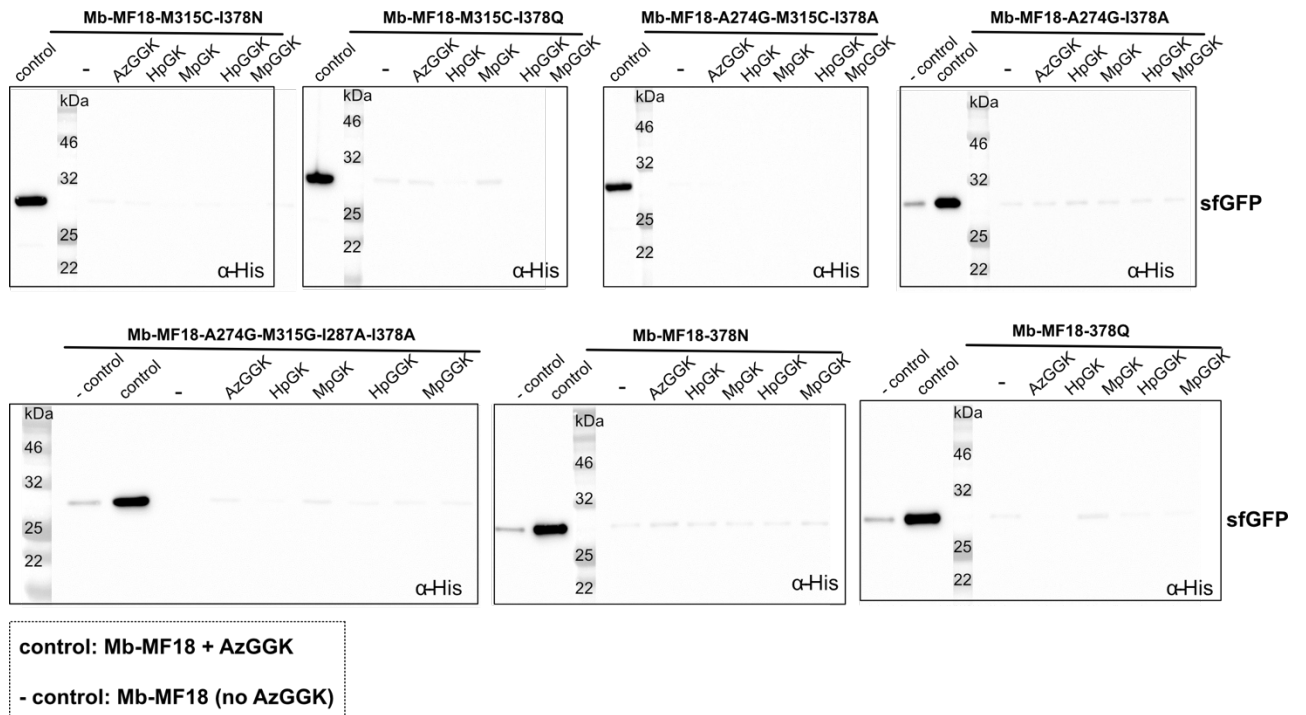 Mb-MF18-M315C-I378N
control
-
AzGGK
HpGK
MpGK
HpGGK
MpGGK
kDa
46
32
25
22
α-His
Mb-MF18-M315C-I378Q
control
-
AzGGK
HpGK
MpGK
HpGGK
MpGGK
kDa
46
32
25
22
α-His
Mb-MF18-A274G-M315C-I378A
control
-
AzGGK
HpGK
MpGK
HpGGK
MpGGK
kDa
46
32
25
22
α-His
Mb-MF18-A274G-I378A
- control
control
-
AzGGK
HpGK
MpGK
HpGGK
MpGGK
kDa
46
32
25
22
α-His
sfGFP
Mb-MF18-A274G-M315G-I287A-I378A
- control
control
-
AzGGK
HpGK
MpGK
HpGGK
MpGGK
kDa
46
32
25
22
α-His
Mb-MF18-378N
- control
control
-
AzGGK
HpGK
MpGK
HpGGK
MpGGK
kDa
46
32
25
22
α-His
Mb-MF18-378Q
- control
control
-
AzGGK
HpGK
MpGK
HpGGK
MpGGK
kDa
46
32
25
22
α-His
sfGFP
control: Mb-MF18 + AzGGK
- control: Mb-MF18 (no AzGGK)